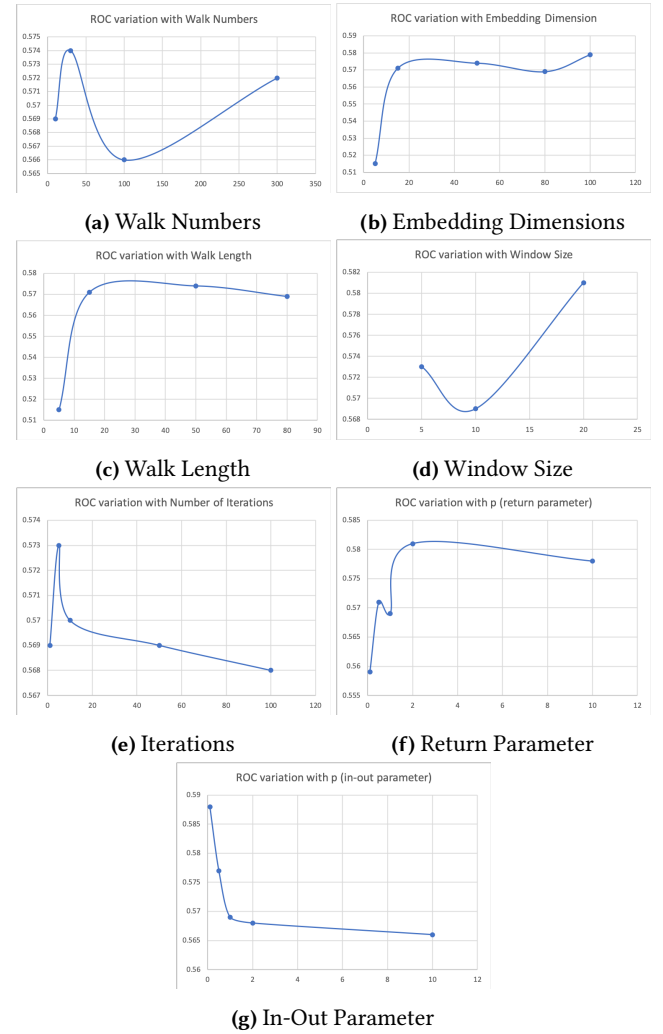 ROC variation with Walk Numbers
0.574
0.573
0.572
0.571
0.57
0.569
0.568
0.567
0.566
0.565
0 50 100 150 200 250 300 350
(a) Walk Numbers
ROC variation with Embedding Dimension
0.59
0.58
0.57
0.56
0.55
0.54
0.53
0.52
0.51
0 20 40 60 80 100 120
(b) Embedding Dimensions
ROC variation with Walk Length
0.58
0.57
0.56
0.55
0.54
0.53
0.52
0.51
0 10 20 30 40 50 60 70 80 90
(c) Walk Length
ROC variation with Window Size
0.582
0.58
0.578
0.576
0.574
0.572
0.57
0.568
0 5 10 15 20 25
(d) Window Size
ROC variation with Number of Iterations
0.574
0.573
0.572
0.571
0.57
0.569
0.568
0.567
0 20 40 60 80 100 120
(e) Iterations
ROC variation with p (return parameter)
0.585
0.58
0.575
0.57
0.565
0.56
0.555
0 2 4 6 8 10 12
(f) Return Parameter
ROC variation with p (in-out parameter)
0.59
0.585
0.58
0.575
0.57
0.565
0.56
0 2 4 6 8 10 12
(g) In-Out Parameter